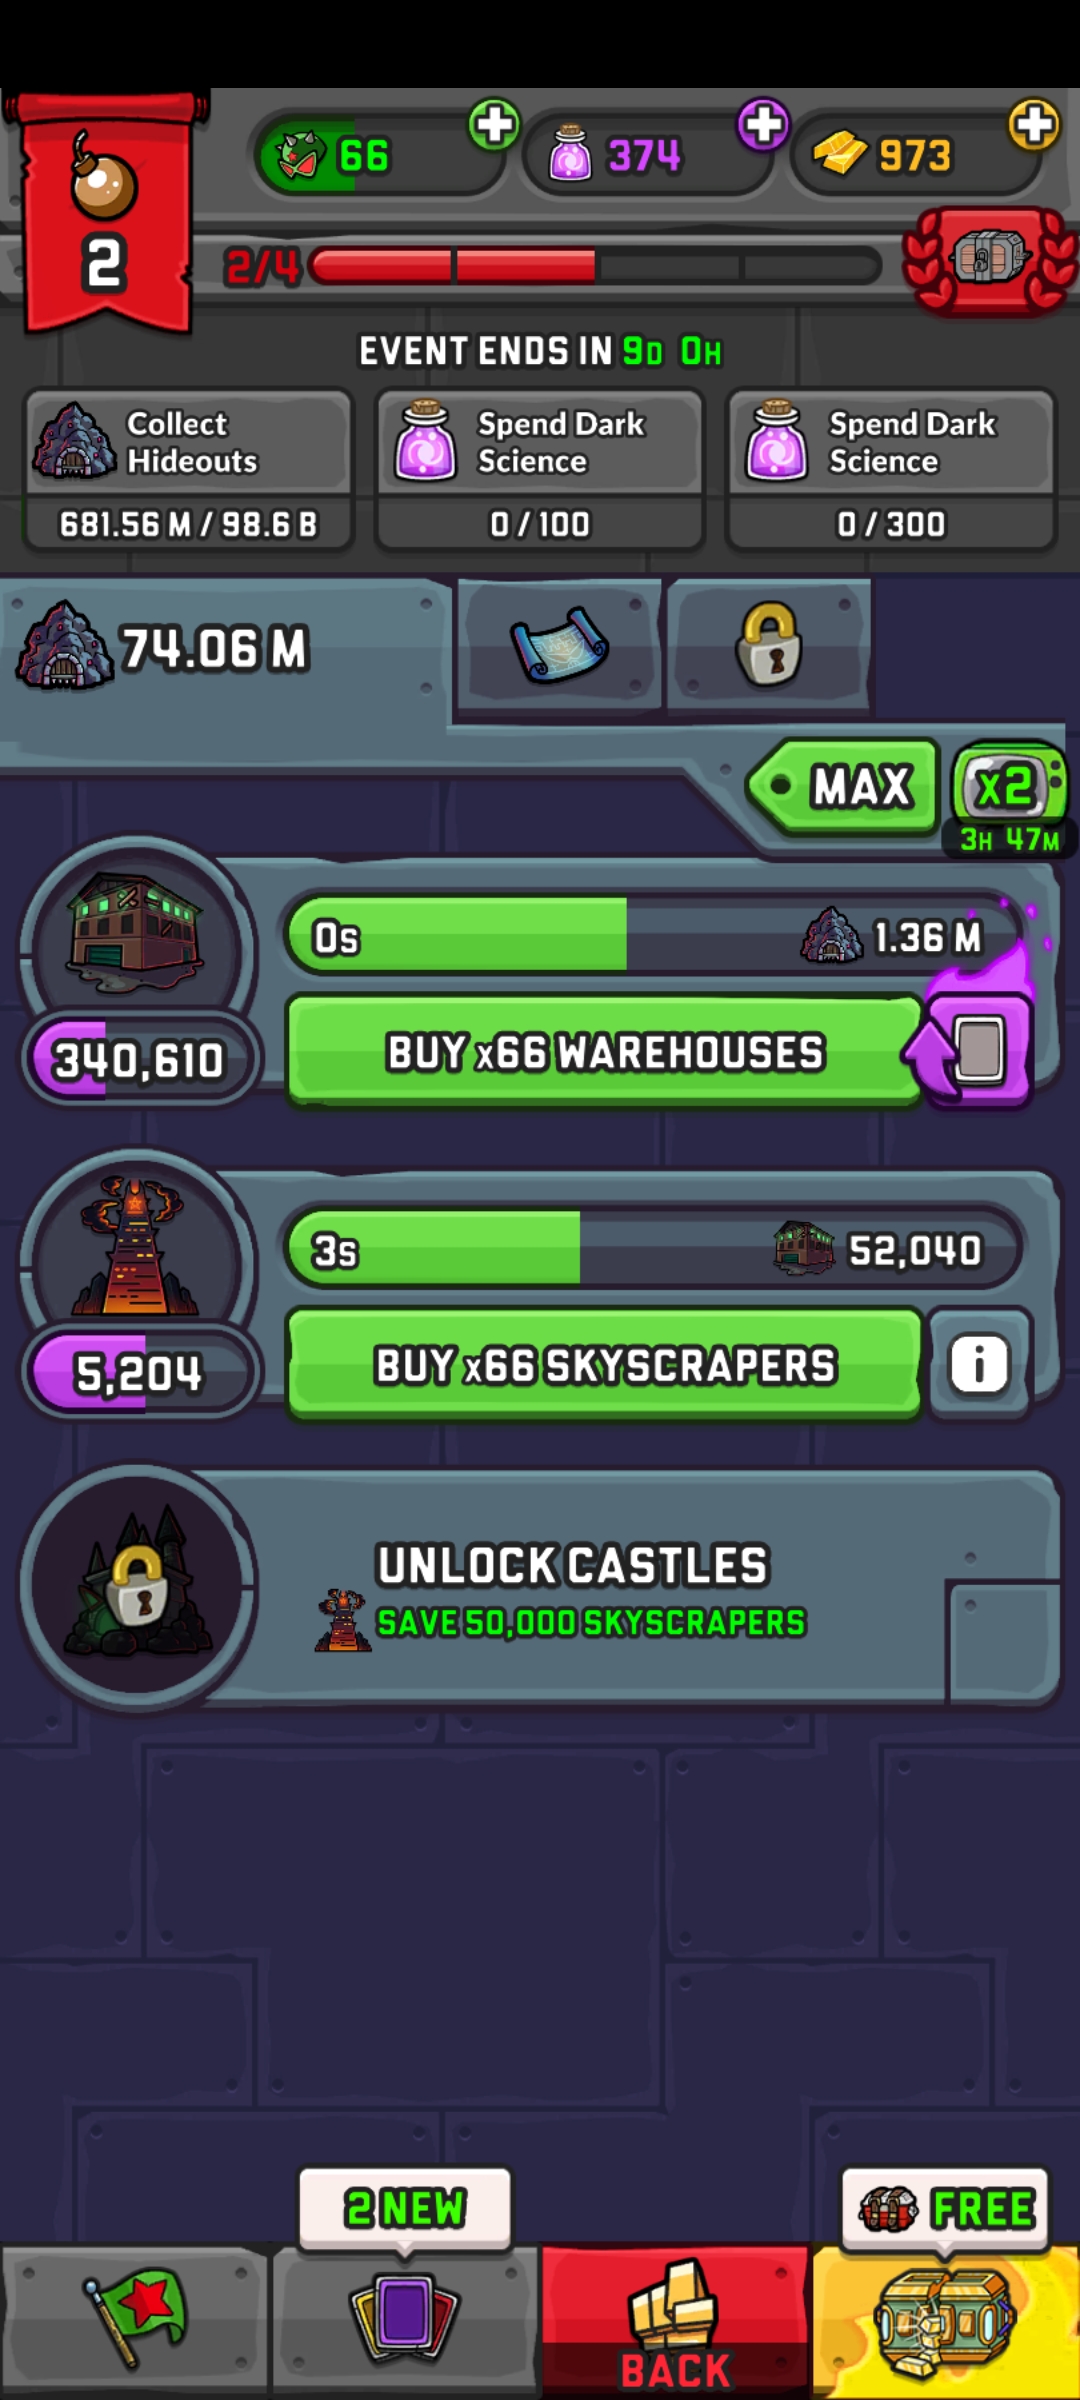 66
374
973
2
2/4
EVENT ENDS IN 9D 0H
Collect
Hideouts
681.56 M / 98.6 B
Spend Dark
Science
0 / 100
Spend Dark
Science
0 / 300
74.06 M
MAX
x2
3H 47M
0s
1.36 M
340,610
BUY x66 WAREHOUSES
3s
52,040
5,204
BUY x66 SKYSCRAPERS
i
UNLOCK CASTLES
SAVE 50,000 SKYSCRAPERS
2 NEW
FREE
BACK